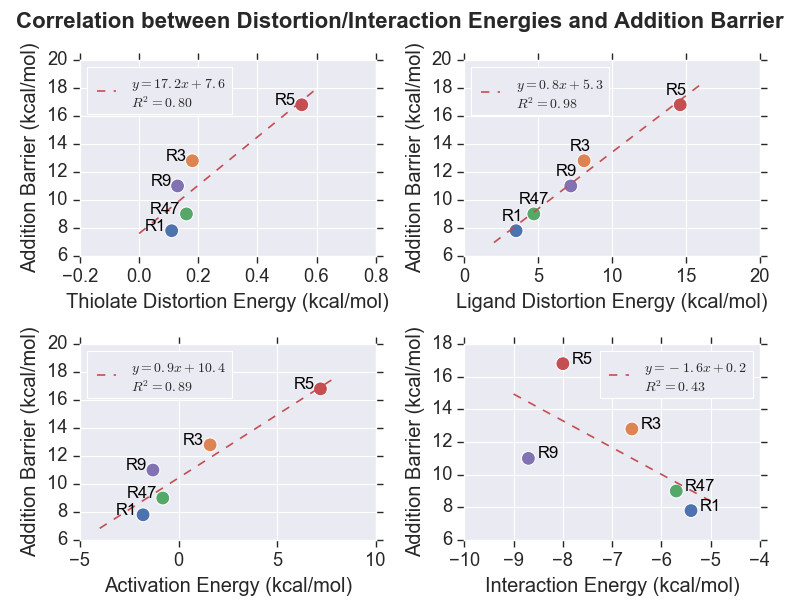 Correlation between Distortion/Interaction Energies and Addition Barrier
20
18
16
14
12
10
8
6
Addition Barrier (kcal/mol)
y = 17.2x + 7.6
R² = 0.80
R5
R3
R9
R47
R1
−0.2
0.0
0.2
0.4
0.6
0.8
Thiolate Distortion Energy (kcal/mol)
20
18
16
14
12
10
8
6
Addition Barrier (kcal/mol)
y = 0.8x + 5.3
R² = 0.98
R5
R3
R9
R47
R1
0
5
10
15
20
Ligand Distortion Energy (kcal/mol)
20
18
16
14
12
10
8
6
Addition Barrier (kcal/mol)
y = 0.9x + 10.4
R² = 0.89
R5
R3
R9
R47
R1
−5
0
5
10
Activation Energy (kcal/mol)
18
16
14
12
10
8
6
Addition Barrier (kcal/mol)
y = −1.6x + 0.2
R² = 0.43
R5
R3
R9
R47
R1
−10
−9
−8
−7
−6
−5
−4
Interaction Energy (kcal/mol)